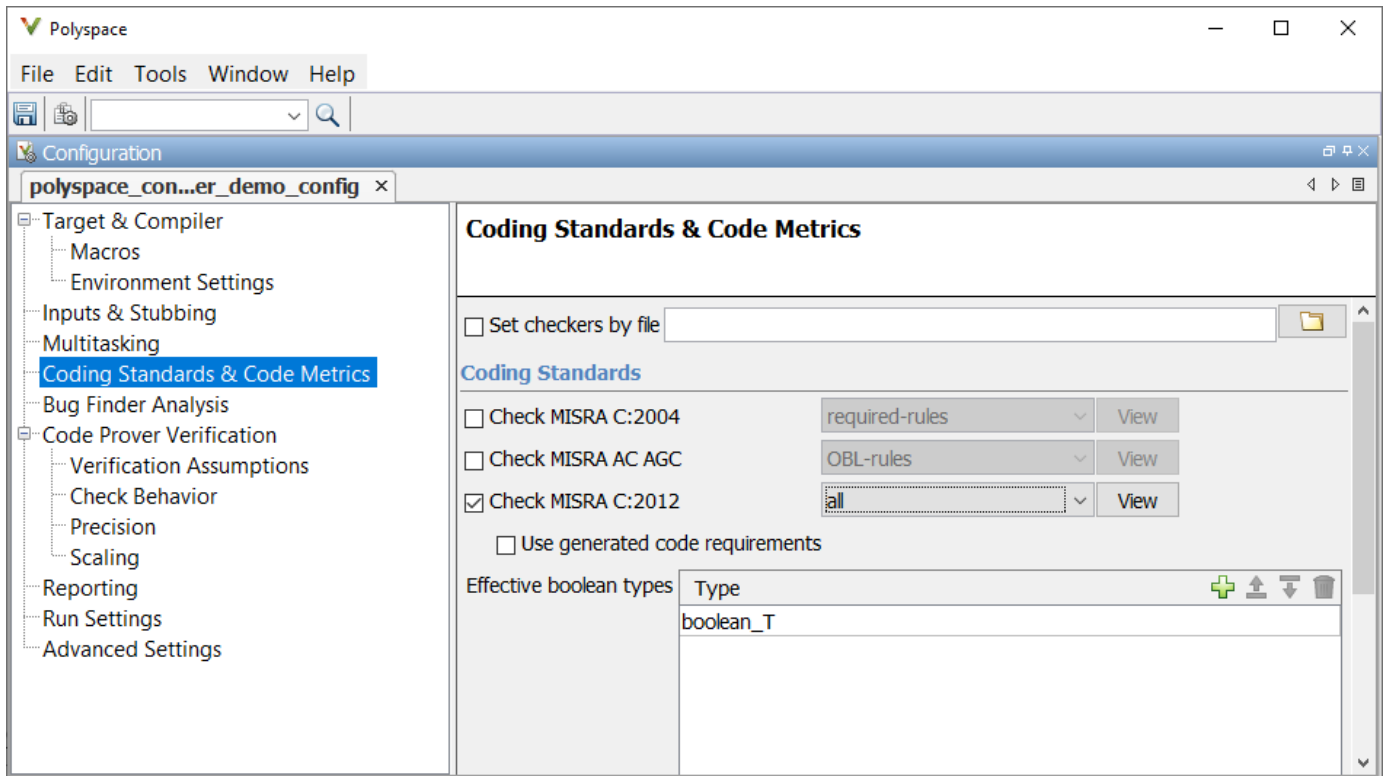 Polyspace
File Edit Tools Window Help
Configuration
polyspace_con...er_demo_config
Target & Compiler
Macros
Environment Settings
Inputs & Stubbing
Multitasking
Coding Standards & Code Metrics
Bug Finder Analysis
Code Prover Verification
Verification Assumptions
Check Behavior
Precision
Scaling
Reporting
Run Settings
Advanced Settings
Coding Standards & Code Metrics
Set checkers by file
Coding Standards
Check MISRA C:2004 required-rules View
Check MISRA AC AGC OBL-rules View
Check MISRA C:2012 all View
Use generated code requirements
Effective boolean types Type
boolean_T